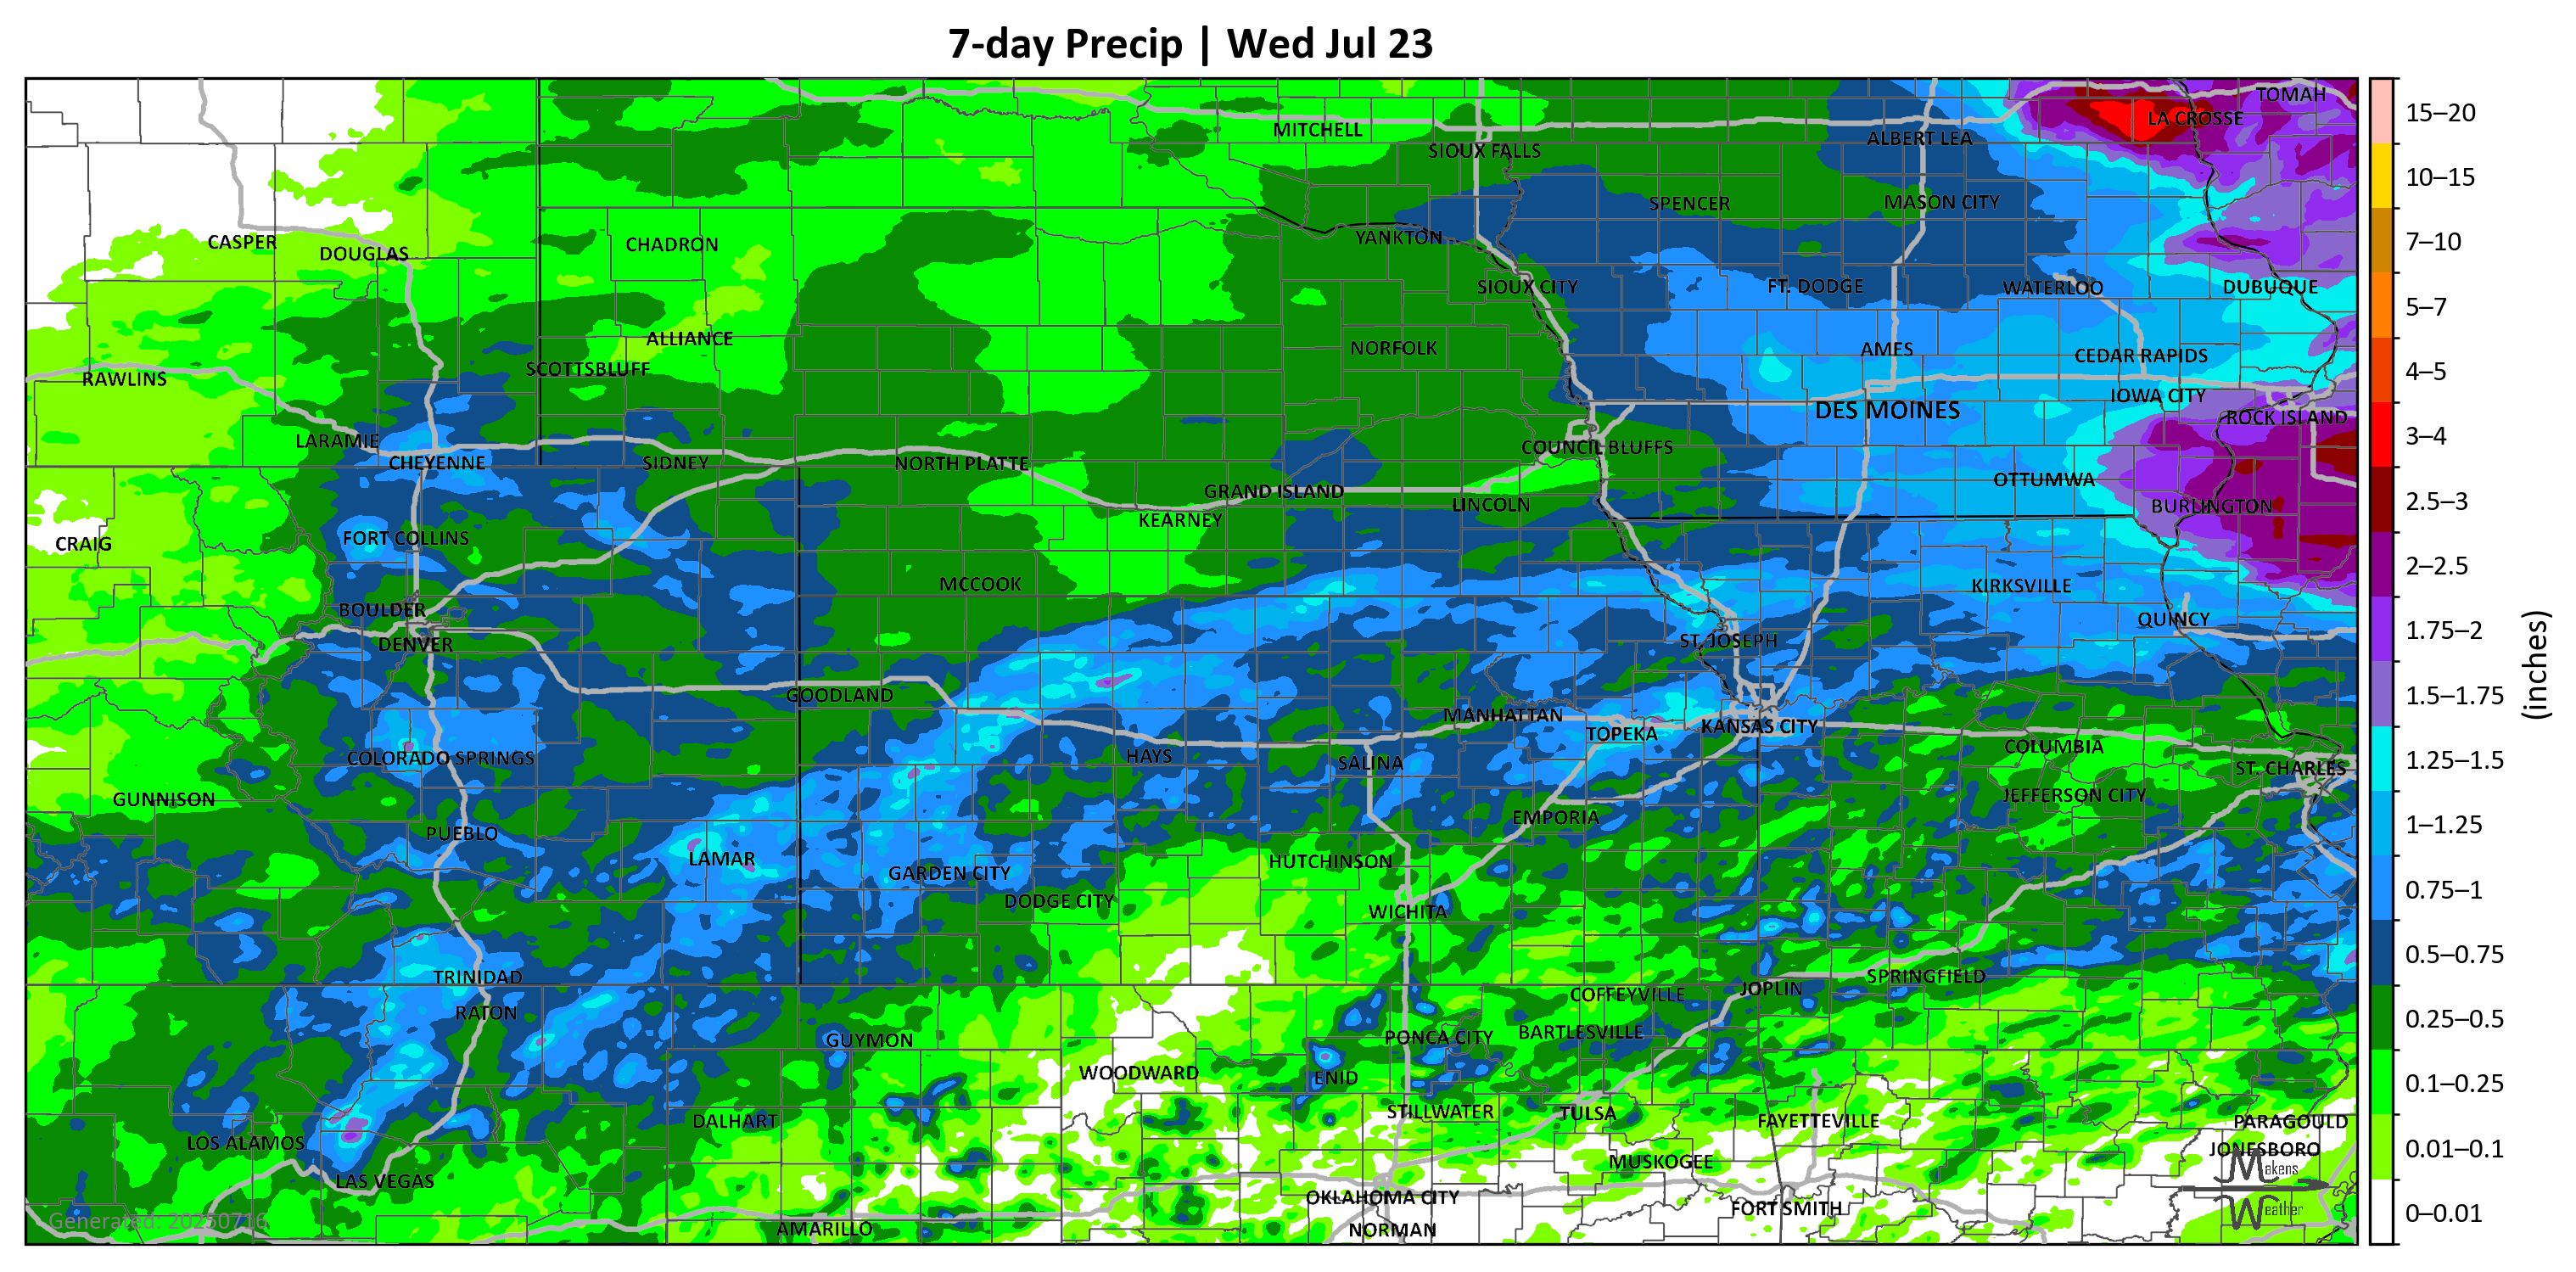 7-day Precip | Wed Jul 23
TOMAH
LA CROSSE
MITCHELL
ALBERT LEA
SIOUX FALLS
SPENCER
MASON CITY
YANKTON
CASPER
DOUGLAS
CHADRON
SIOUX CITY
FT. DODGE
WATERLOO
DUBUQUE
ALLIANCE
NORFOLK
AMES
CEDAR RAPIDS
SCOTTSBLUFF
RAWLINS
IOWA CITY
DES MOINES
ROCK ISLAND
LARAMIE
COUNCIL BLUFFS
CHEYENNE
SIDNEY
NORTH PLATTE
OTTUMWA
GRAND ISLAND
LINCOLN
BURLINGTON
KEARNEY
CRAIG
FORT COLLINS
MCCOOK
KIRKSVILLE
BOULDER
QUINCY
DENVER
ST. JOSEPH
GOODLAND
MANHATTAN
TOPEKA
KANSAS CITY
COLUMBIA
COLORADO SPRINGS
HAYS
SALINA
ST. CHARLES
GUNNISON
JEFFERSON CITY
EMPORIA
PUEBLO
LAMAR
HUTCHINSON
GARDEN CITY
DODGE CITY
WICHITA
TRINIDAD
SPRINGFIELD
JOPLIN
COFFEYVILLE
RATON
GUYMON
PONCA CITY
BARTLESVILLE
WOODWARD
ENID
STILLWATER
TULSA
DALHART
FAYETTEVILLE
PARAGOULD
LOS ALAMOS
JONESBORO
MUSKOGEE
LAS VEGAS
OKLAHOMA CITY
FORT SMITH
AMARILLO
NORMAN
Generated: 20250716
Makens
Weather
15–20
10–15
7–10
5–7
4–5
3–4
2.5–3
2–2.5
1.75–2
1.5–1.75
1.25–1.5
1–1.25
0.75–1
0.5–0.75
0.25–0.5
0.1–0.25
0.01–0.1
0–0.01
(inches)